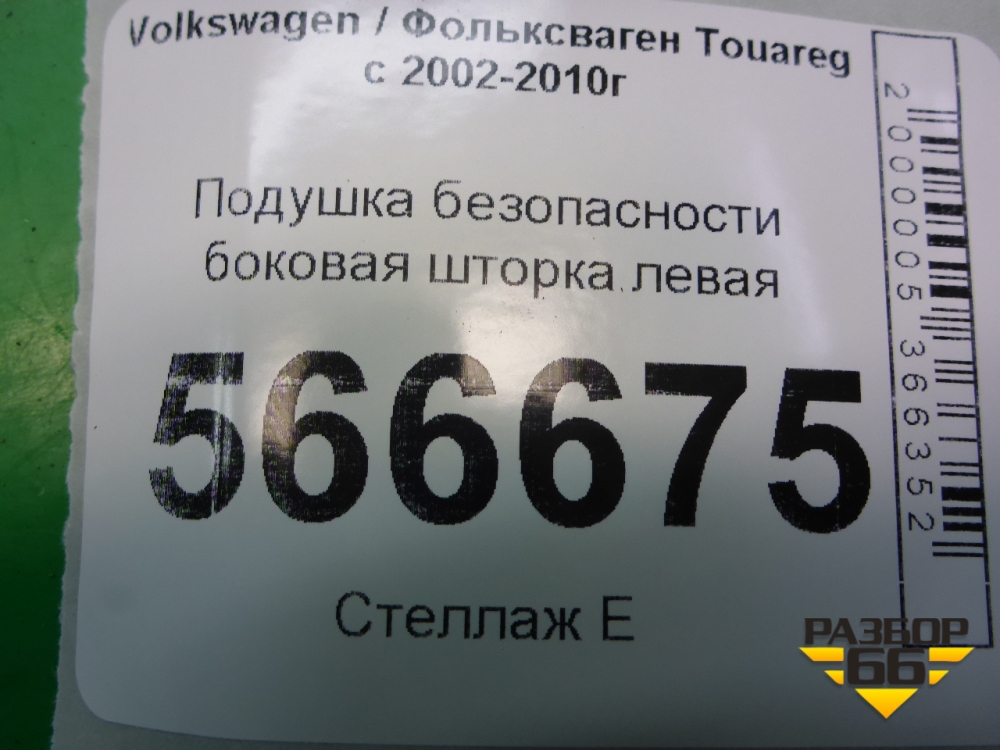 Volkswagen / Фольксваген Touareg
с 2002-2010г
Подушка безопасности
боковая шторка левая
566675
Стеллаж Е
2000005366352
РАЗБОР
66